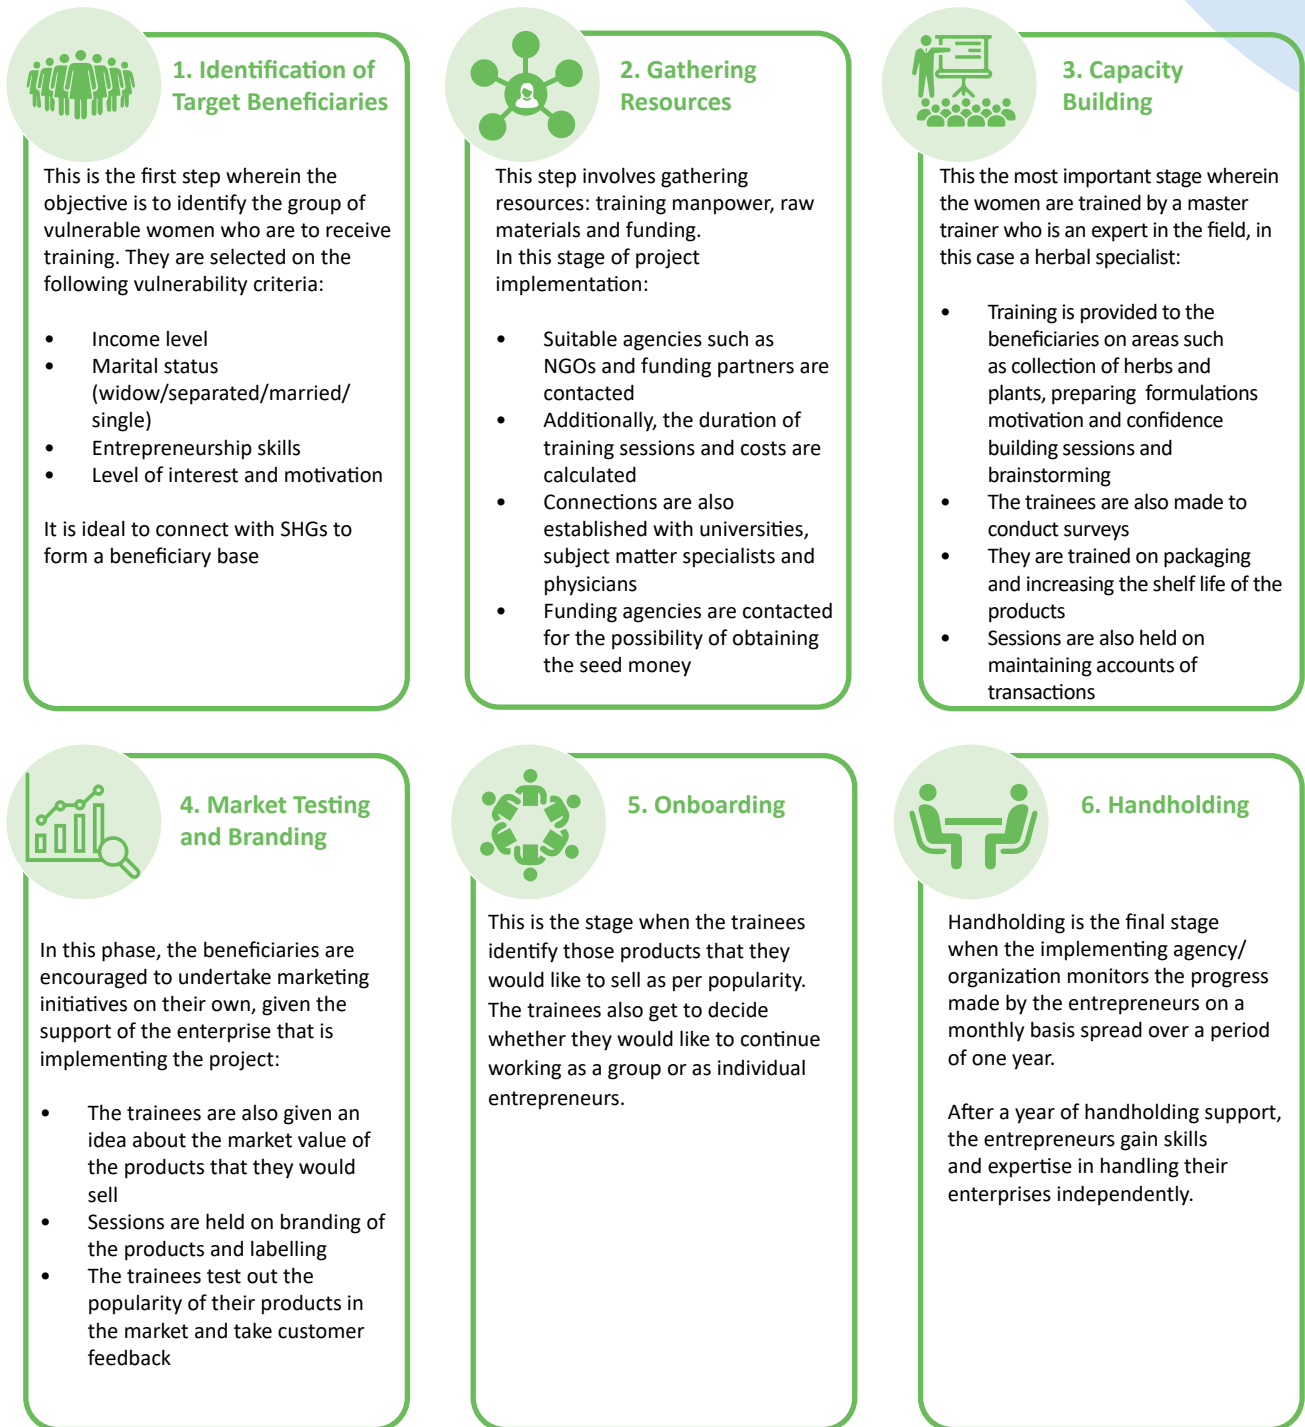 1. Identification of
Target Beneficiaries
This is the first step wherein the
objective is to identify the group of
vulnerable women who are to receive
training. They are selected on the
following vulnerability criteria:
• Income level
• Marital status
(widow/separated/married/
single)
• Entrepreneurship skills
• Level of interest and motivation
It is ideal to connect with SHGs to
form a beneficiary base
2. Gathering
Resources
This step involves gathering
resources: training manpower, raw
materials and funding.
In this stage of project
implementation:
• Suitable agencies such as
NGOs and funding partners are
contacted
• Additionally, the duration of
training sessions and costs are
calculated
• Connections are also
established with universities,
subject matter specialists and
physicians
• Funding agencies are contacted
for the possibility of obtaining
the seed money
3. Capacity
Building
This the most important stage wherein
the women are trained by a master
trainer who is an expert in the field, in
this case a herbal specialist:
• Training is provided to the
beneficiaries on areas such
as collection of herbs and
plants, preparing formulations
motivation and confidence
building sessions and
brainstorming
• The trainees are also made to
conduct surveys
• They are trained on packaging
and increasing the shelf life of the
products
• Sessions are also held on
maintaining accounts of
transactions
4. Market Testing
and Branding
In this phase, the beneficiaries are
encouraged to undertake marketing
initiatives on their own, given the
support of the enterprise that is
implementing the project:
• The trainees are also given an
idea about the market value of
the products that they would
sell
• Sessions are held on branding of
the products and labelling
• The trainees test out the
popularity of their products in
the market and take customer
feedback
5. Onboarding
This is the stage when the trainees
identify those products that they
would like to sell as per popularity.
The trainees also get to decide
whether they would like to continue
working as a group or as individual
entrepreneurs.
6. Handholding
Handholding is the final stage
when the implementing agency/
organization monitors the progress
made by the entrepreneurs on a
monthly basis spread over a period
of one year.
After a year of handholding support,
the entrepreneurs gain skills
and expertise in handling their
enterprises independently.